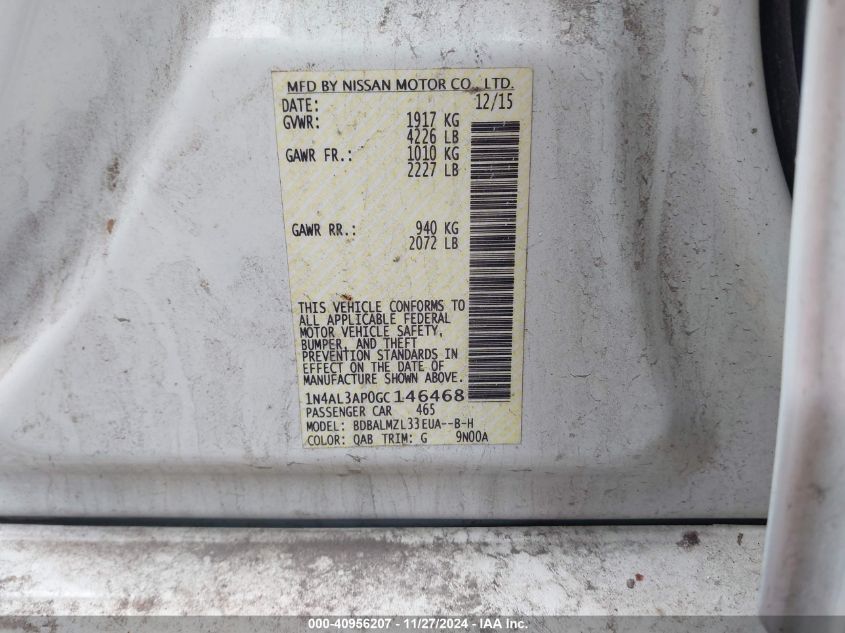 MFD BY NISSAN MOTOR CO., LTD.
DATE: 12/15
GVWR: 1917 KG
4226 LB
GAWR FR.: 1010 KG
2227 LB
GAWR RR.: 940 KG
2072 LB
THIS VEHICLE CONFORMS TO
ALL APPLICABLE FEDERAL
MOTOR VEHICLE SAFETY,
BUMPER, AND THEFT
PREVENTION STANDARDS IN
EFFECT ON THE DATE OF
MANUFACTURE SHOWN ABOVE.
1N4AL3AP0GC146468
PASSENGER CAR 465
MODEL: BDBALMZL33EUA--B-H
COLOR: QAB TRIM: G 9N00A
000-40956207 - 11/27/2024 - IAA Inc.